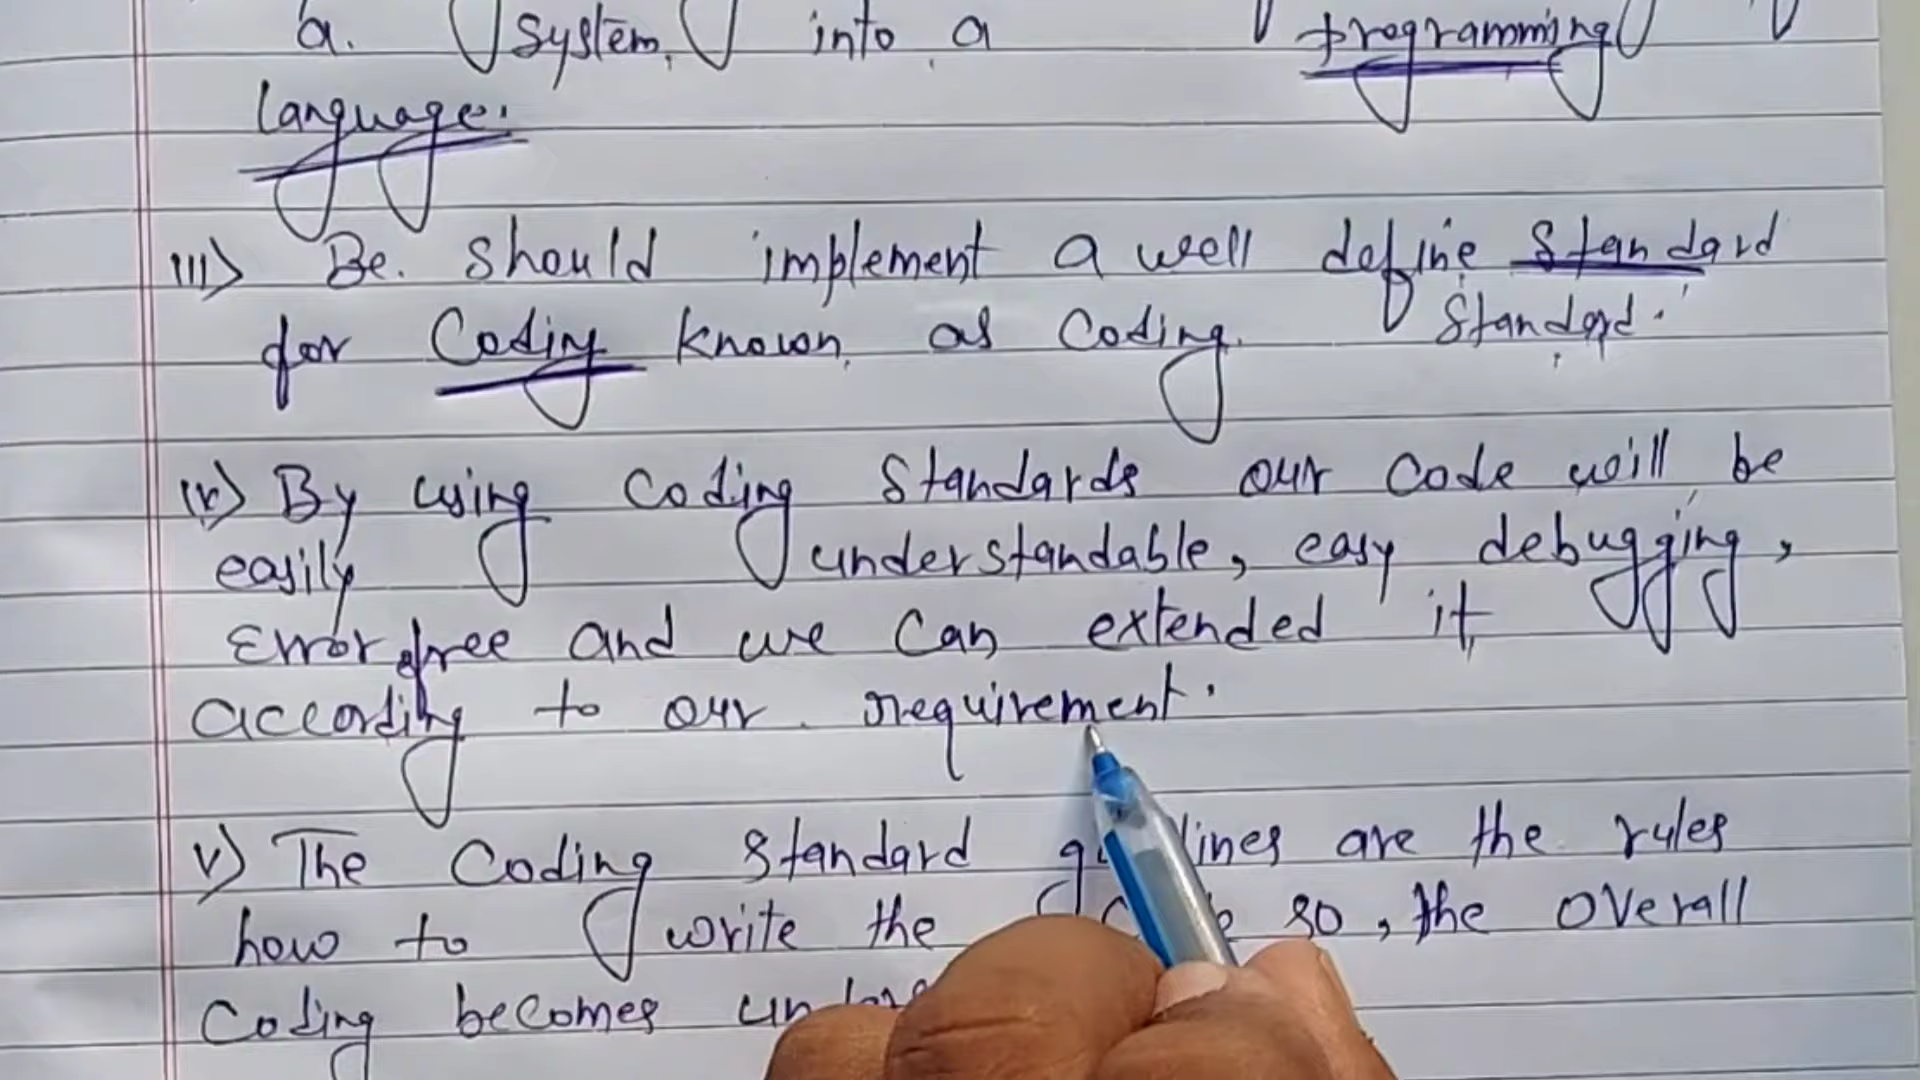 a. system, into a programming
language.
III) Be. should implement a well define standard
for Coding known as Coding Standard.
IV) By using Coding Standards our Code will be
easily understandable, easy debugging,
Error free and we can extended it
according to our requirement.
V) The Coding standard lines are the rules
how to write the so, the overall
Coding becomes